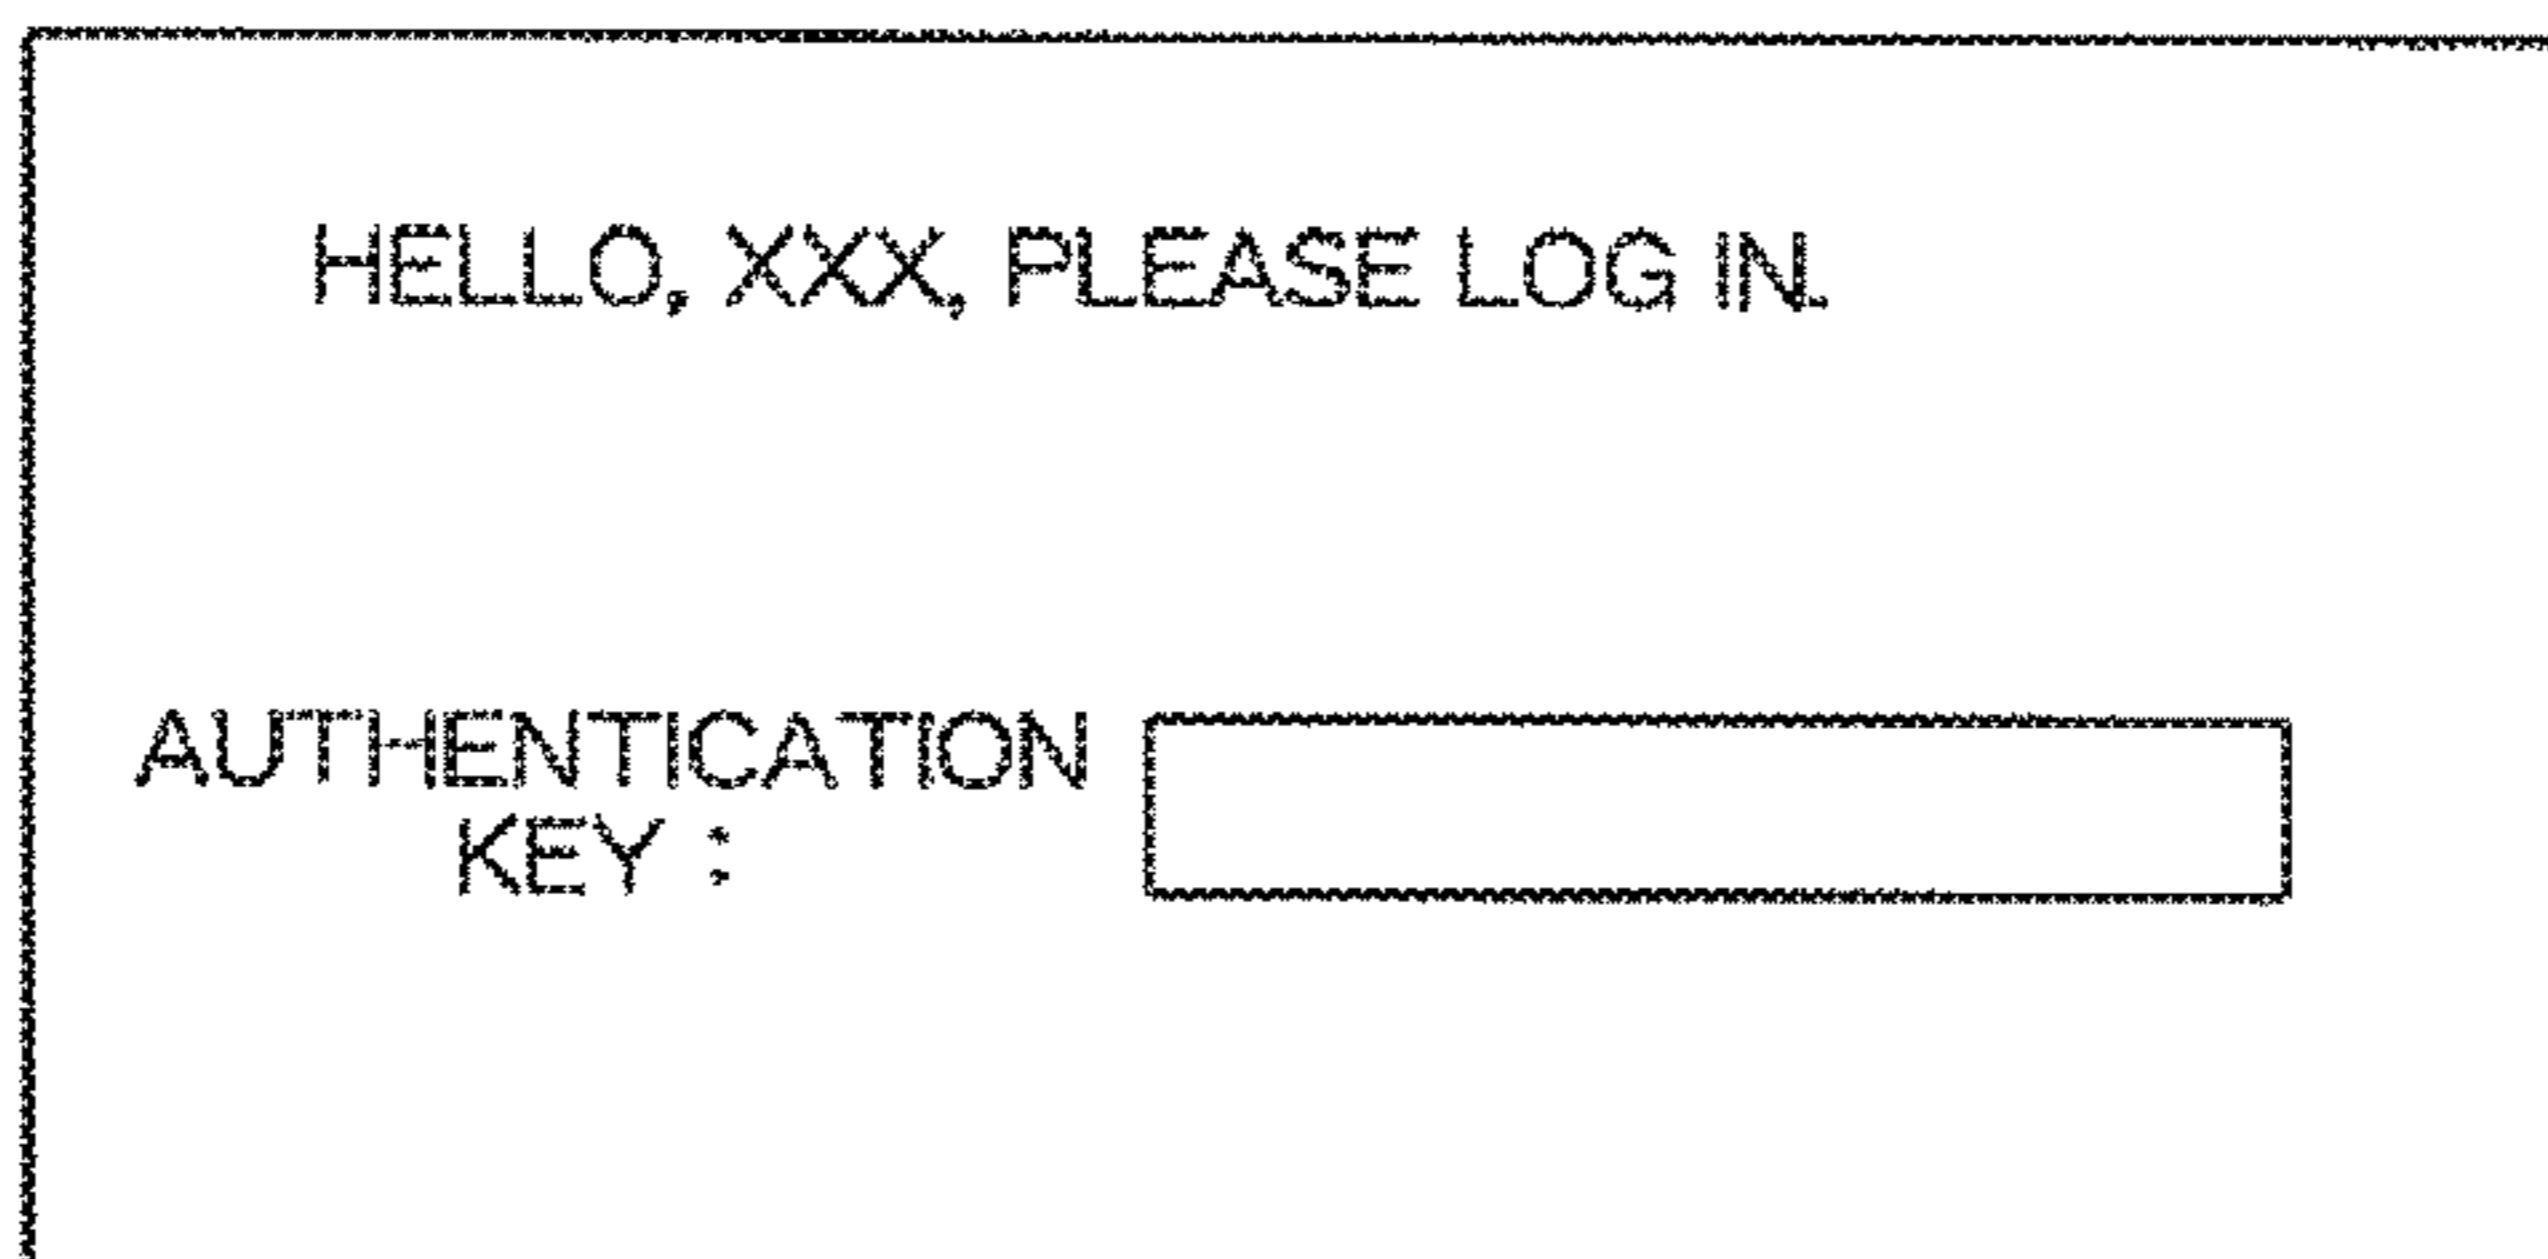 HELLO, XXX, PLEASE LOG IN.
AUTHENTICATION
KEY :